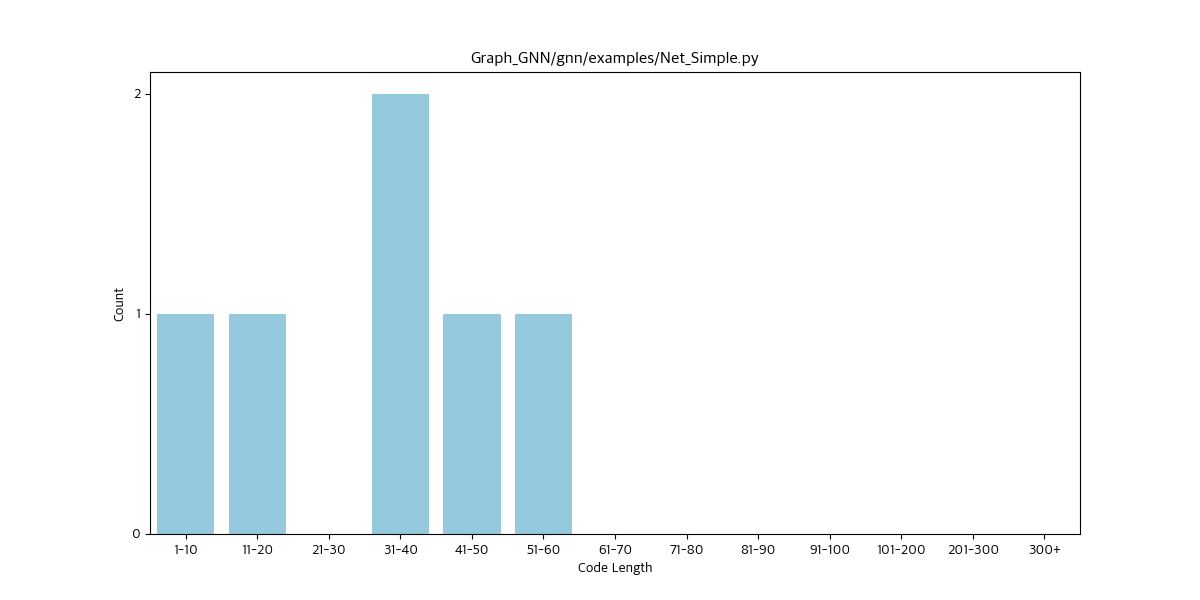 Graph_GNN/gnn/examples/Net_Simple.py
2
1
0
Count
1-10 11-20 21-30 31-40 41-50 51-60 61-70 71-80 81-90 91-100 101-200 201-300 300+
Code Length